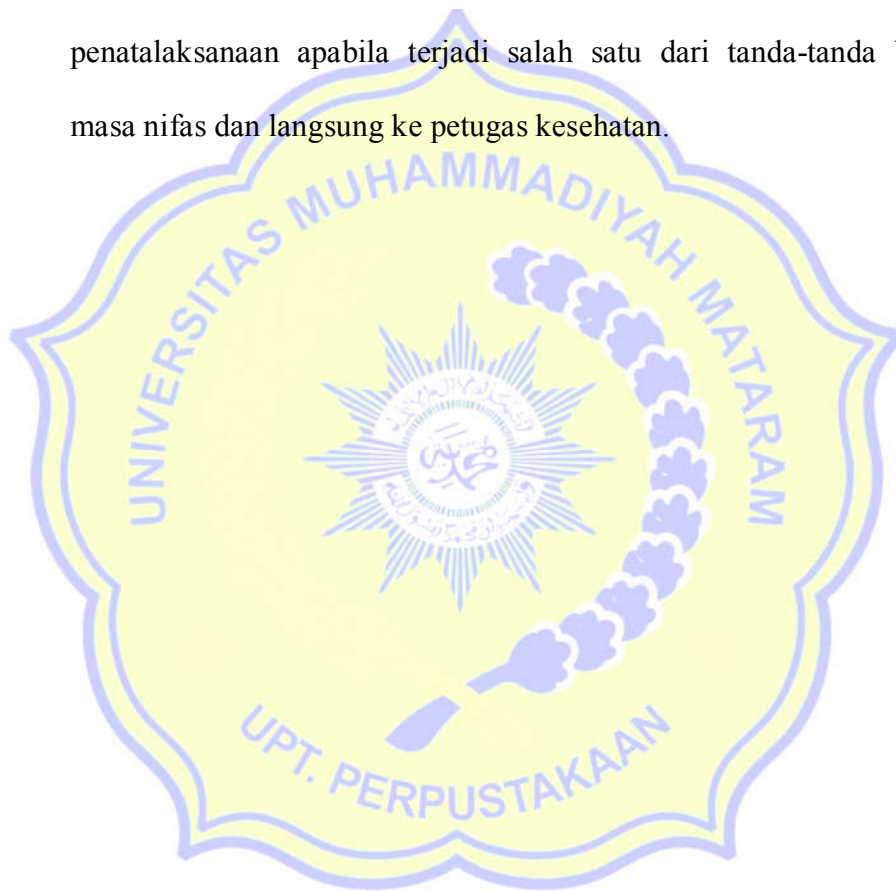 penatalaksanaan apabila terjadi salah satu dari tanda-tanda
masa nifas dan langsung ke petugas kesehatan.
UNIVERSITAS MUHAMMADIYAH MATARAM
UPT. PERPUSTAKAAN